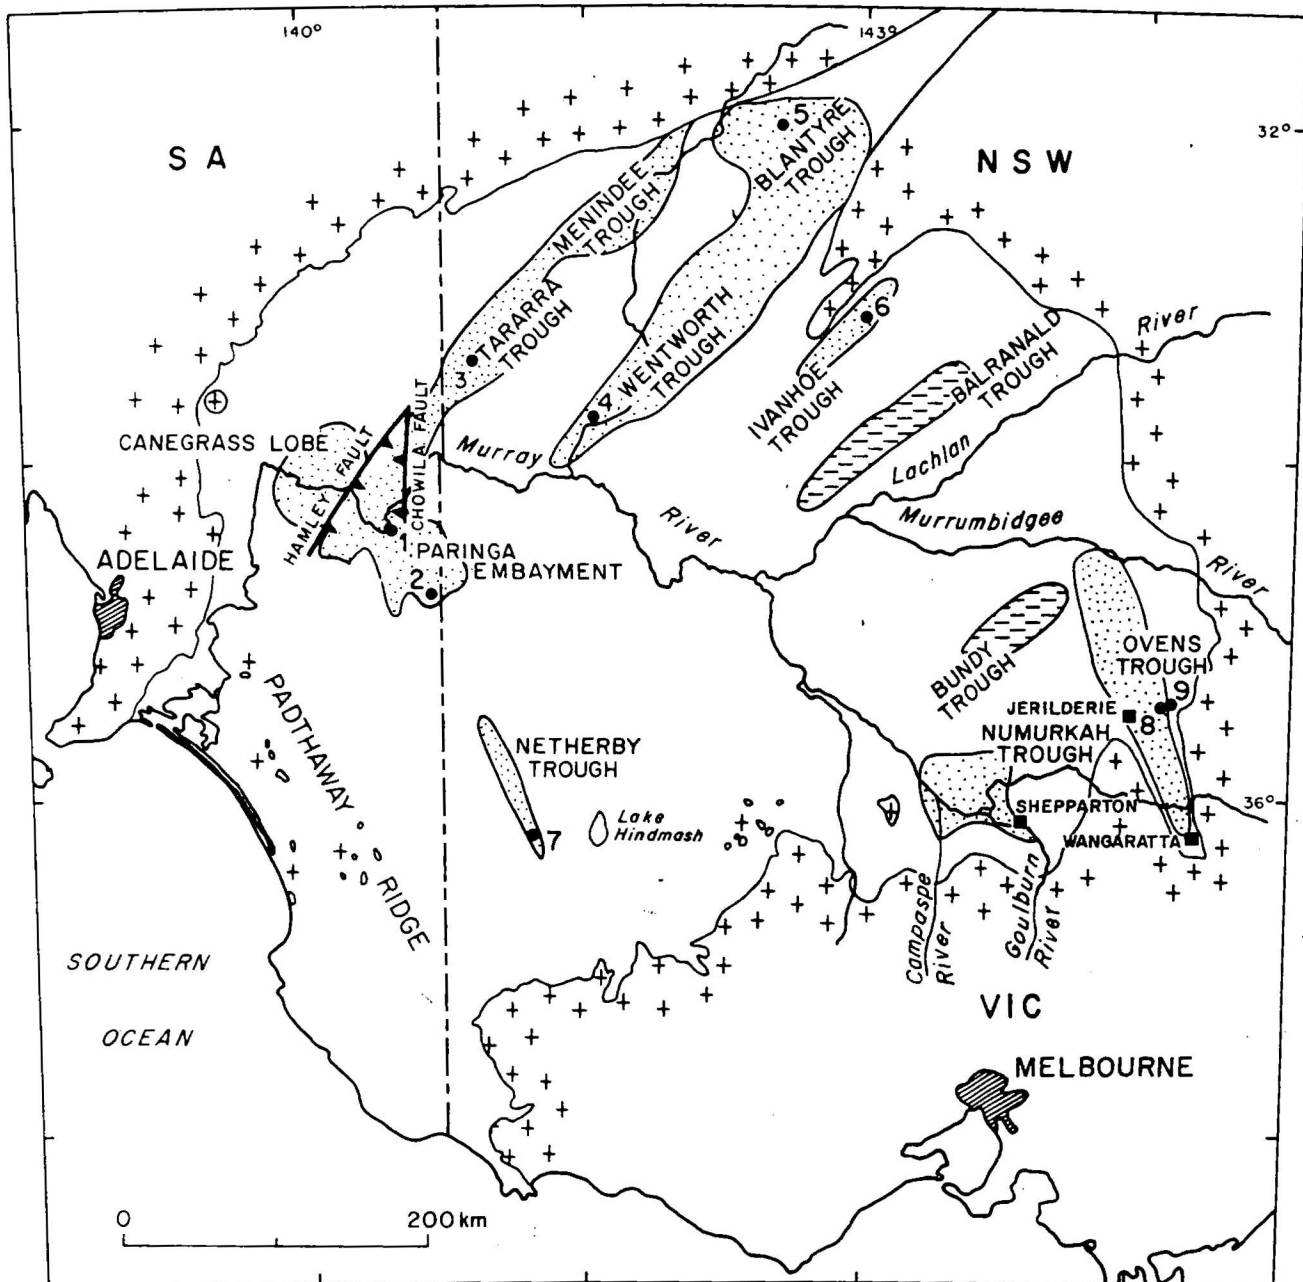 140°
143°
32°
S A
N S W
5
BLANTYRE
TROUGH
MENINDEE
TROUGH
6
River
TARARRA
TROUGH
3
WENTWORTH
TROUGH
4
IVANHOE
TROUGH
BALRANALD
TROUGH
CANEGRASS LOBE
HAMLEY FAULT
CHOWILA FAULT
Murray
River
Lachlan
Murrumbidgee
River
1
PARINGA
EMBAYMENT
2
ADELAIDE
OVENS
TROUGH
9
BUNDY
TROUGH
JERILDERIE
8
PADTHAWAY
RIDGE
NETHERBY
TROUGH
NUMURKAH
TROUGH
36°
SHEPPARTON
WANGARATTA
7
Lake
Hindmash
Campaspe
River
Goulburn
River
SOUTHERN
OCEAN
VIC
MELBOURNE
0
200 km